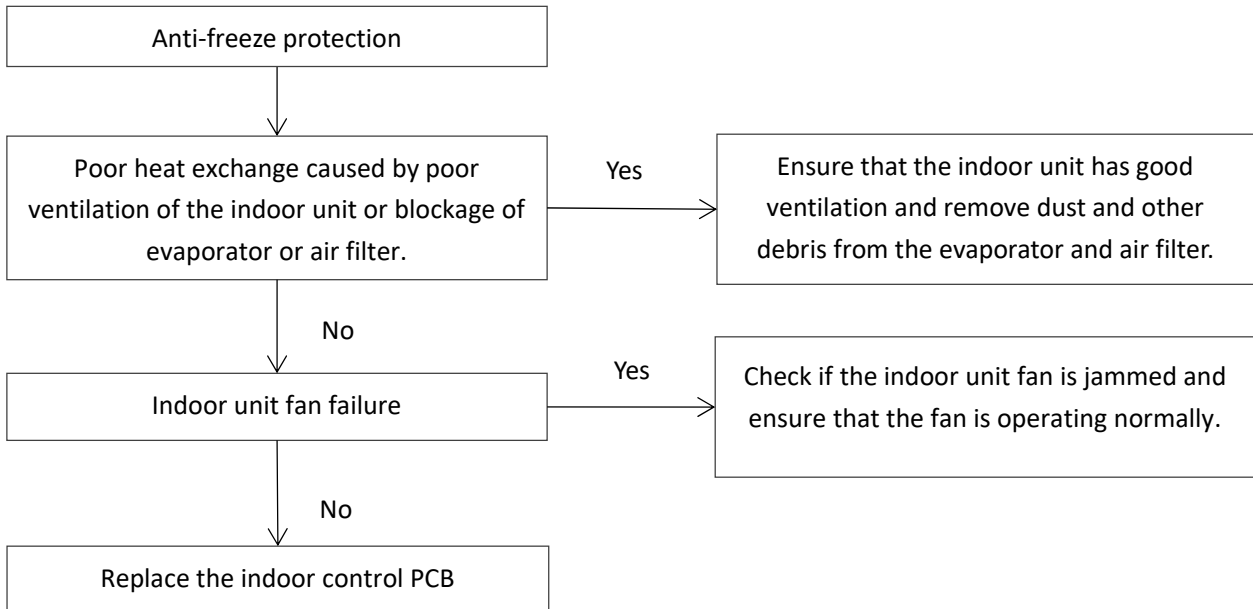 Anti-freeze protection
Poor heat exchange caused by poor
ventilation of the indoor unit or blockage of
evaporator or air filter.
Yes
Ensure that the indoor unit has good
ventilation and remove dust and other
debris from the evaporator and air filter.
No
Indoor unit fan failure
Yes
Check if the indoor unit fan is jammed and
ensure that the fan is operating normally.
No
Replace the indoor control PCB